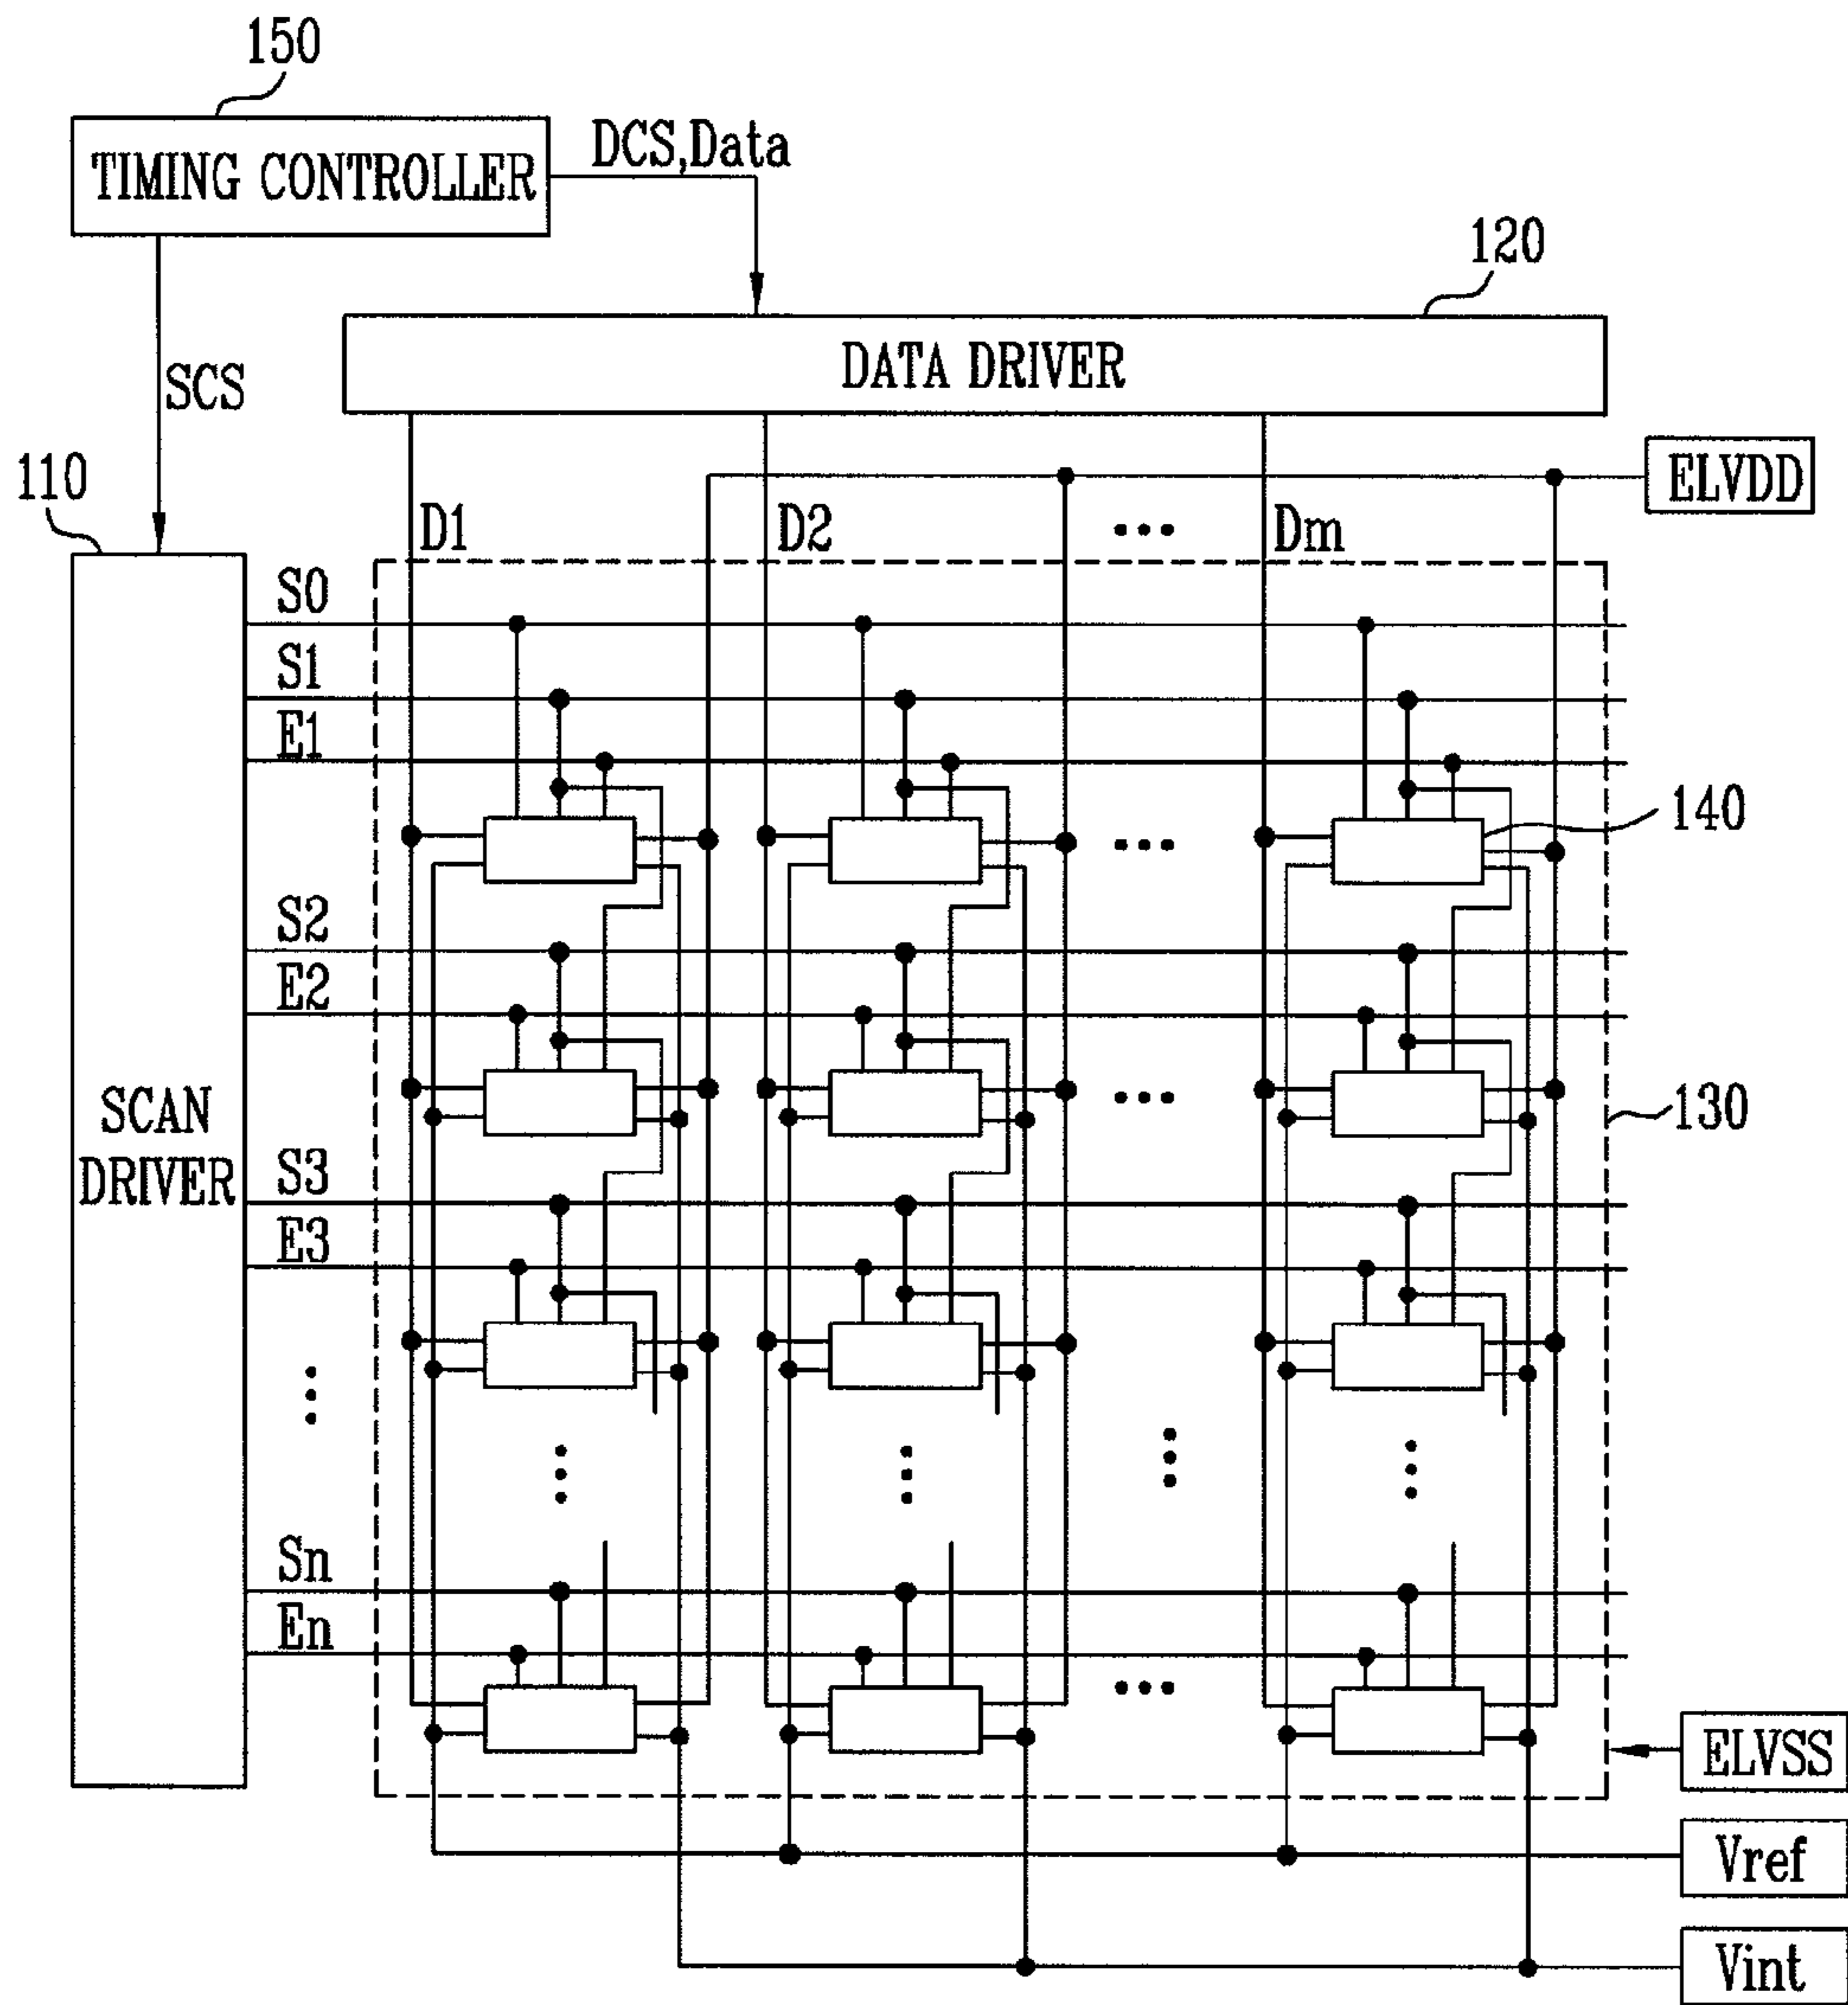 150
TIMING CONTROLLER
DCS,Data
120
DATA DRIVER
SCS
110
ELVDD
D1
D2
Dm
S0
S1
E1
140
S2
E2
SCAN
DRIVER
130
S3
E3
Sn
En
ELVSS
Vref
Vint